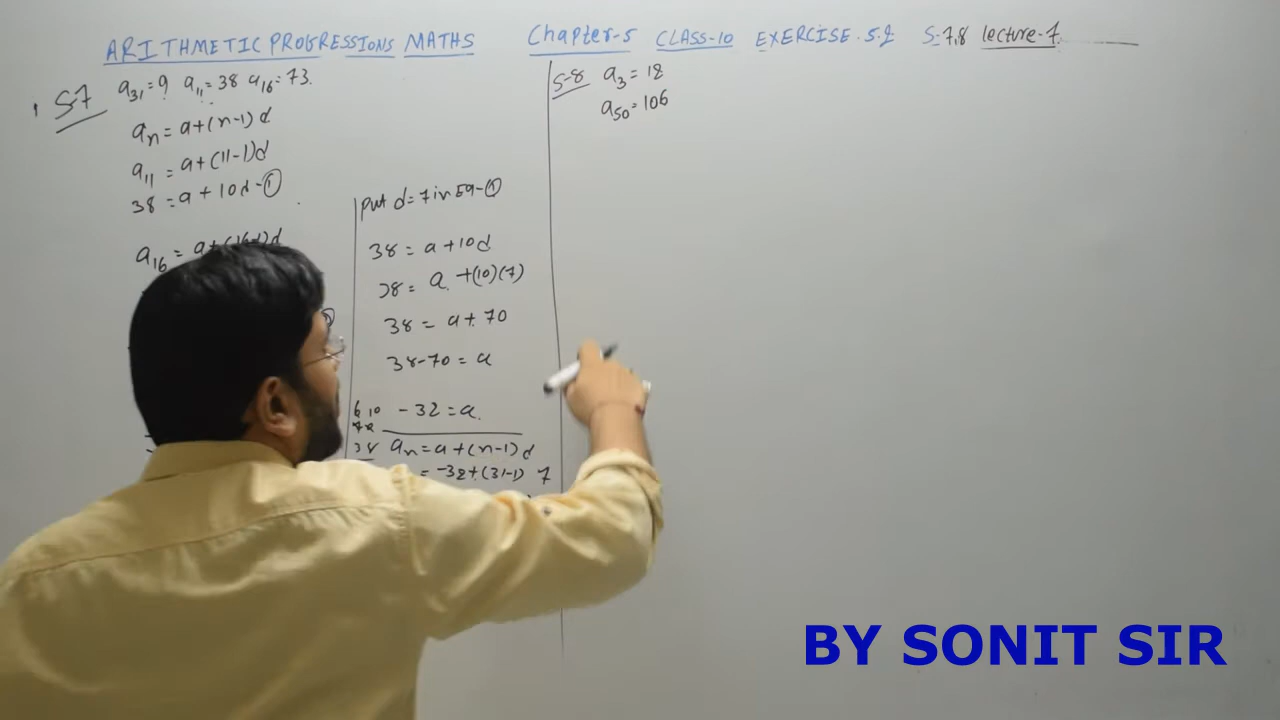 ARITHMETIC PROGRESSIONS MATHS Chapter-5 CLASS-10 EXERCISE.5.2 S-7,8 lecture-7
S-7 a31=9 a11=38 a16=73.
an=a+(n-1)d
a11=a+(11-1)d
38=a+10d-①
a16=a+(16-1)d
put d=7 in Eq-①
38=a+10d
38=a+(10)(7)
38=a+70
38-70=a
-32=a.
38 an=a+(n-1)d
=-32+(31-1) 7
S-8 a3=18
a50=106
BY SONIT SIR